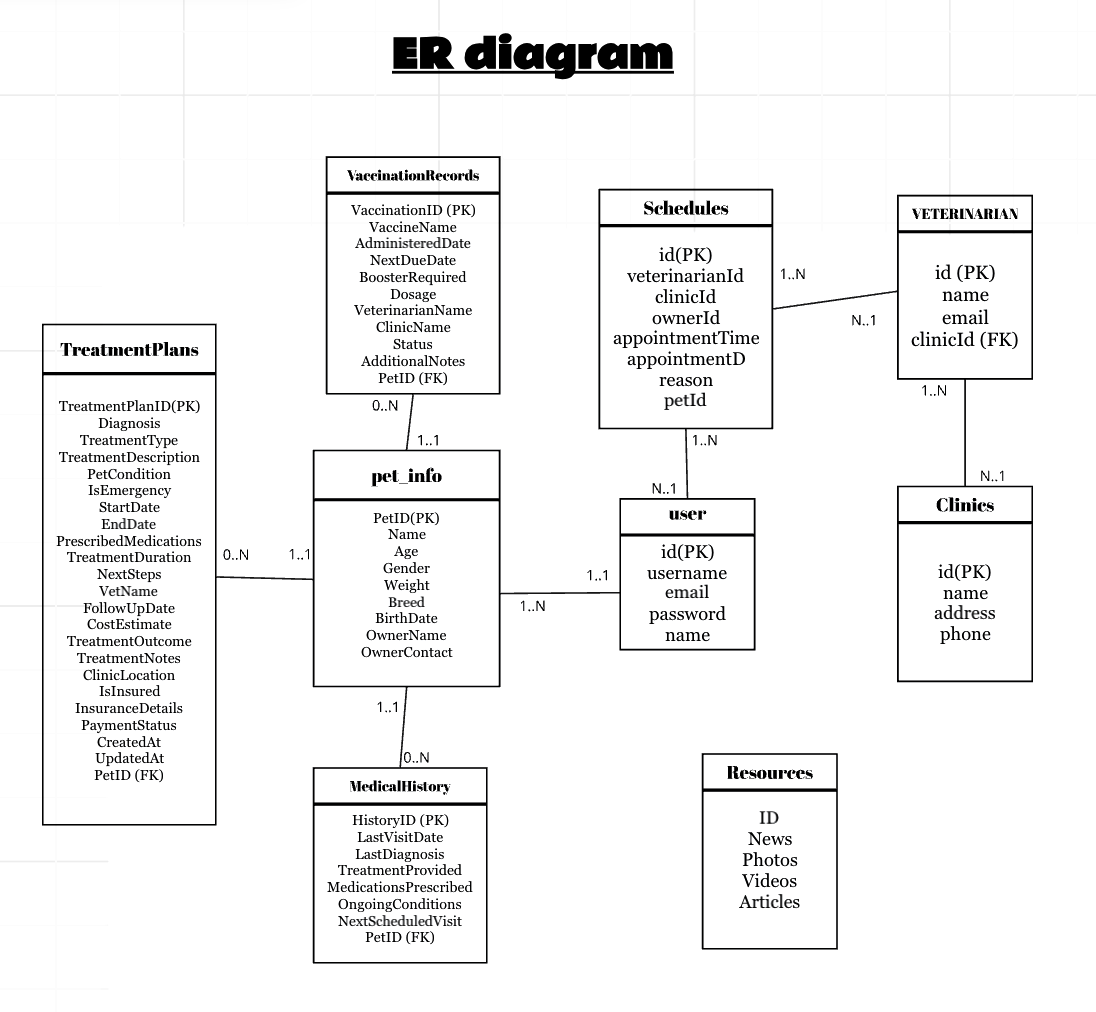 ER diagram
VaccinationRecords
VaccinationID (PK)
VaccineName
AdministeredDate
NextDueDate
BoosterRequired
Dosage
VeterinarianName
ClinicName
Status
AdditionalNotes
PetID (FK)
0..N
1..1
Schedules
id(PK)
veterinarianId
clinicId
ownerId
appointmentTime
appointmentD
reason
petId
1..N
N..1
VETERINARIAN
id (PK)
name
email
clinicId (FK)
1..N
N..1
TreatmentPlans
TreatmentPlanID(PK)
Diagnosis
TreatmentType
TreatmentDescription
PetCondition
IsEmergency
StartDate
EndDate
PrescribedMedications
TreatmentDuration
NextSteps
VetName
FollowUpDate
CostEstimate
TreatmentOutcome
TreatmentNotes
ClinicLocation
IsInsured
InsuranceDetails
PaymentStatus
CreatedAt
UpdatedAt
PetID (FK)
0..N
1..1
pet_info
PetID(PK)
Name
Age
Gender
Weight
Breed
BirthDate
OwnerName
OwnerContact
1..N
1..1
1..N
N..1
user
id(PK)
username
email
password
name
Clinics
id(PK)
name
address
phone
1..1
0..N
MedicalHistory
HistoryID (PK)
LastVisitDate
LastDiagnosis
TreatmentProvided
MedicationsPrescribed
OngoingConditions
NextScheduledVisit
PetID (FK)
Resources
ID
News
Photos
Videos
Articles